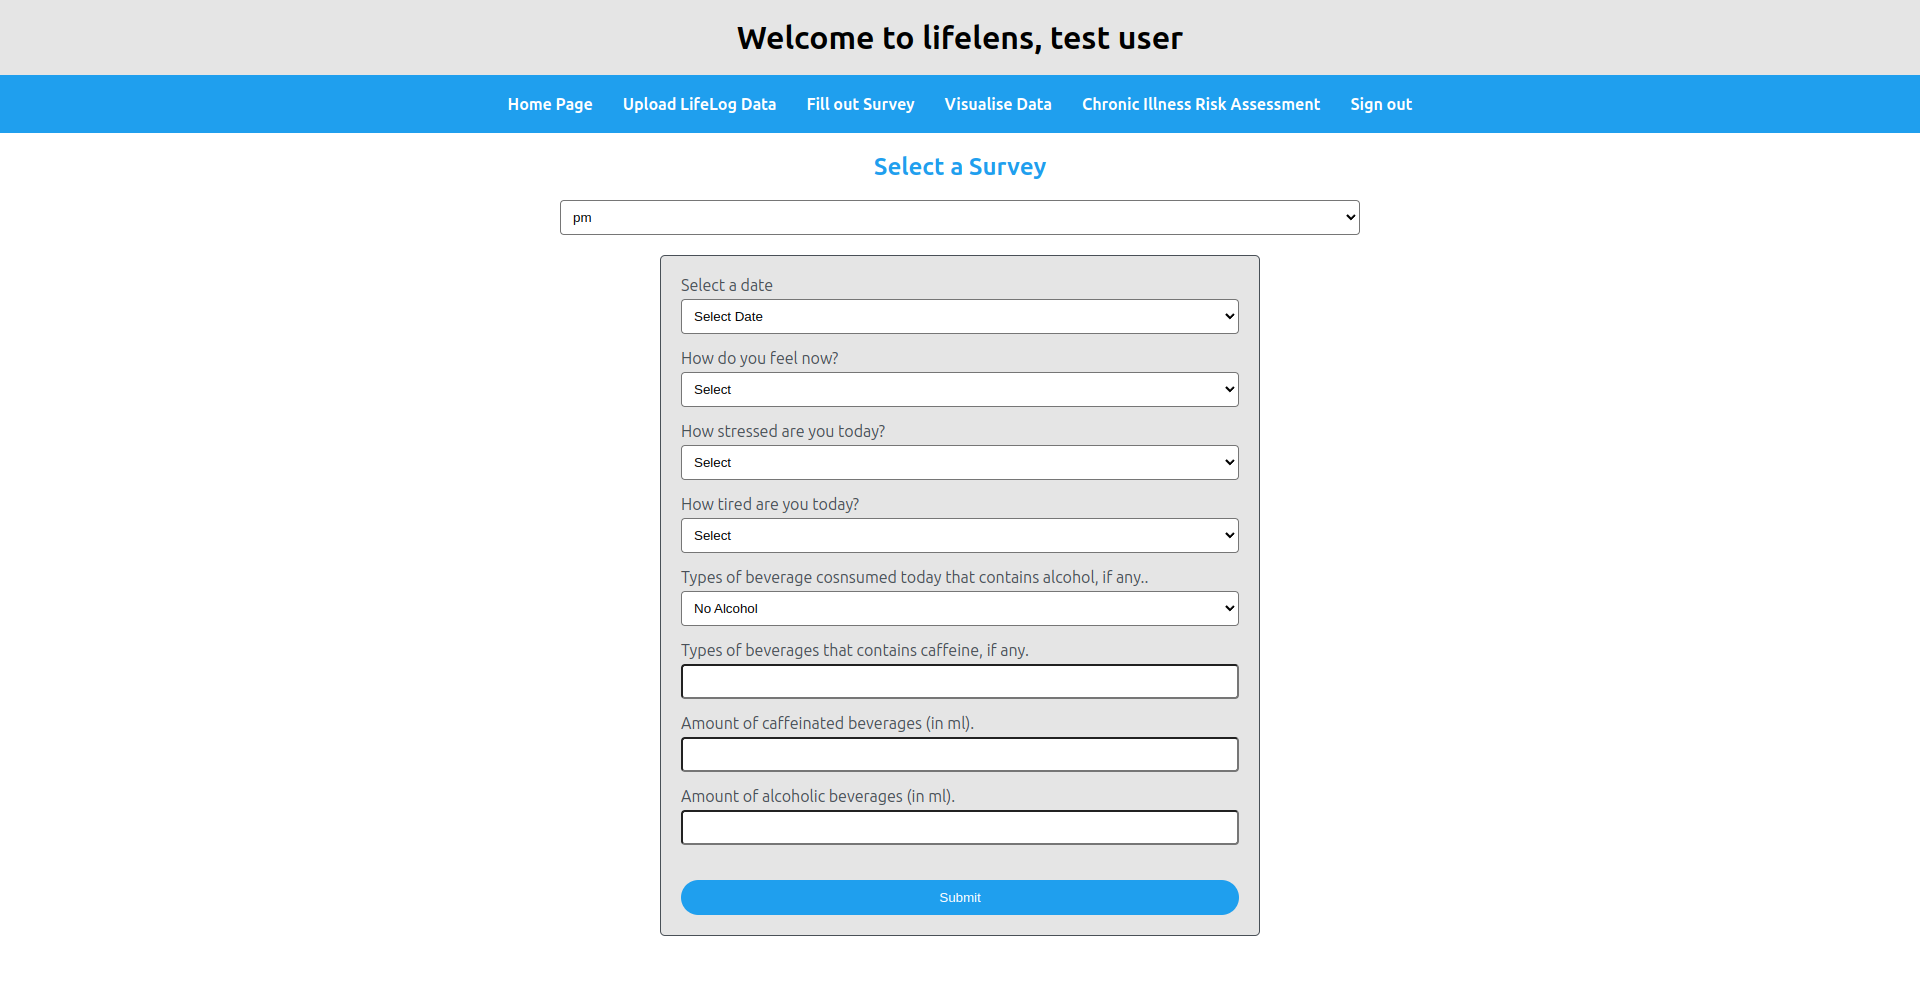 Welcome to lifelens, test user
Home Page Upload LifeLog Data Fill out Survey Visualise Data Chronic Illness Risk Assessment Sign out
Select a Survey
pm
Select a date
Select Date
How do you feel now?
Select
How stressed are you today?
Select
How tired are you today?
Select
Types of beverage cosnsumed today that contains alcohol, if any..
No Alcohol
Types of beverages that contains caffeine, if any.
Amount of caffeinated beverages (in ml).
Amount of alcoholic beverages (in ml).
Submit